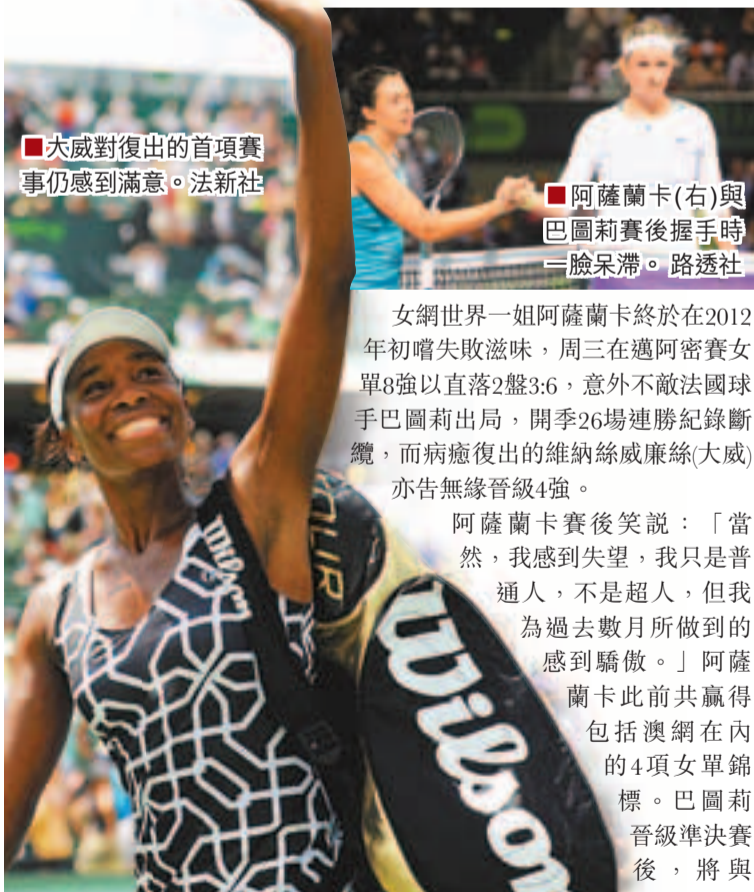 ■大威對復出的首項賽
事仍感到滿意。法新社
■阿薩蘭卡(右)與
巴圖莉賽後握手時
一臉呆滯。 路透社
女網世界一姐阿薩蘭卡終於在2012
年初嚐失敗滋味，周三在邁阿密賽女
單8強以直落2盤3:6，意外不敵法國球
手巴圖莉出局，開季26場連勝紀錄斷
纜，而病癒復出的維納絲威廉絲(大威)
亦告無緣晉級4強。
阿薩蘭卡賽後笑説：「當
然，我感到失望，我只是普
通人，不是超人，但我
為過去數月所做到的
感到驕傲。」阿薩
蘭卡此前共贏得
包括澳網在內
的4項女單錦
標。巴圖莉
晉級準決賽
後，將與
Wilson
TOUR
Wilson